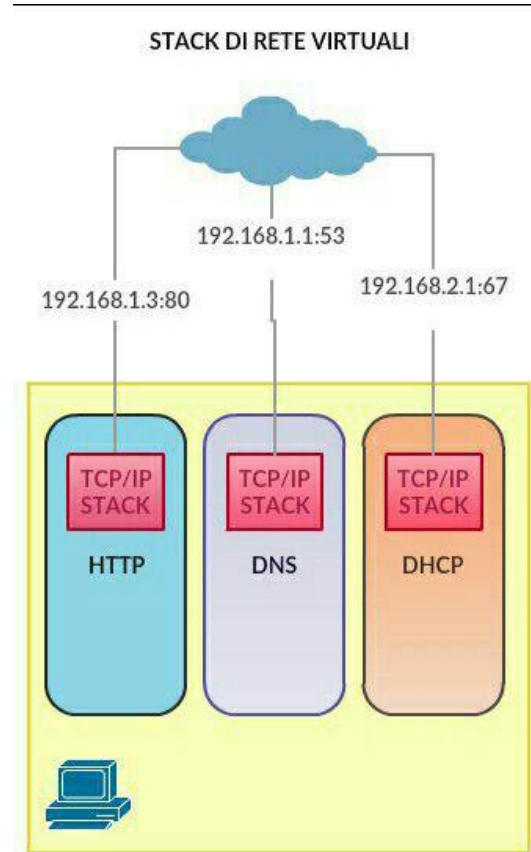 STACK DI RETE VIRTUALI
192.168.1.1:53
192.168.1.3:80
192.168.2.1:67
TCP/IP
STACK
HTTP
TCP/IP
STACK
DNS
TCP/IP
STACK
DHCP